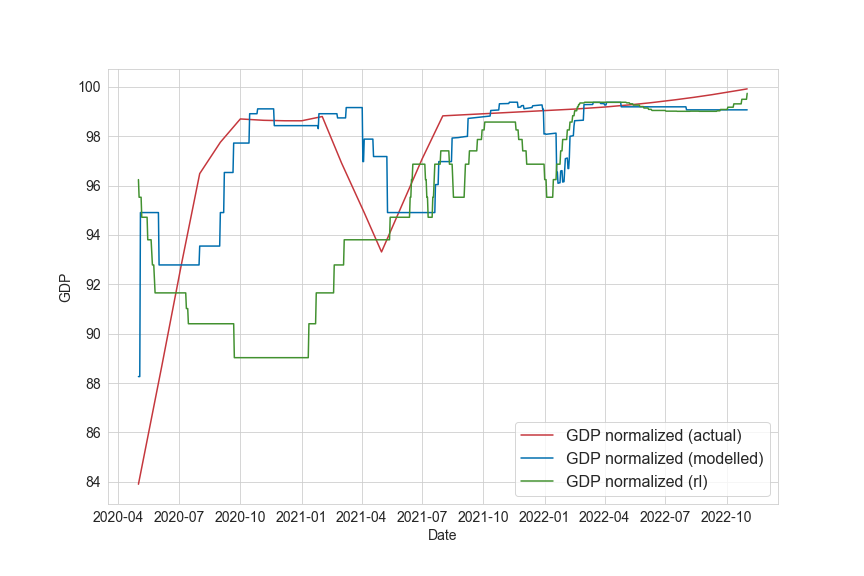 GDP
100
98
96
94
92
90
88
86
84
GDP normalized (actual)
GDP normalized (modelled)
GDP normalized (rl)
2020-04 2020-07 2020-10 2021-01 2021-04 2021-07 2021-10 2022-01 2022-04 2022-07 2022-10
Date